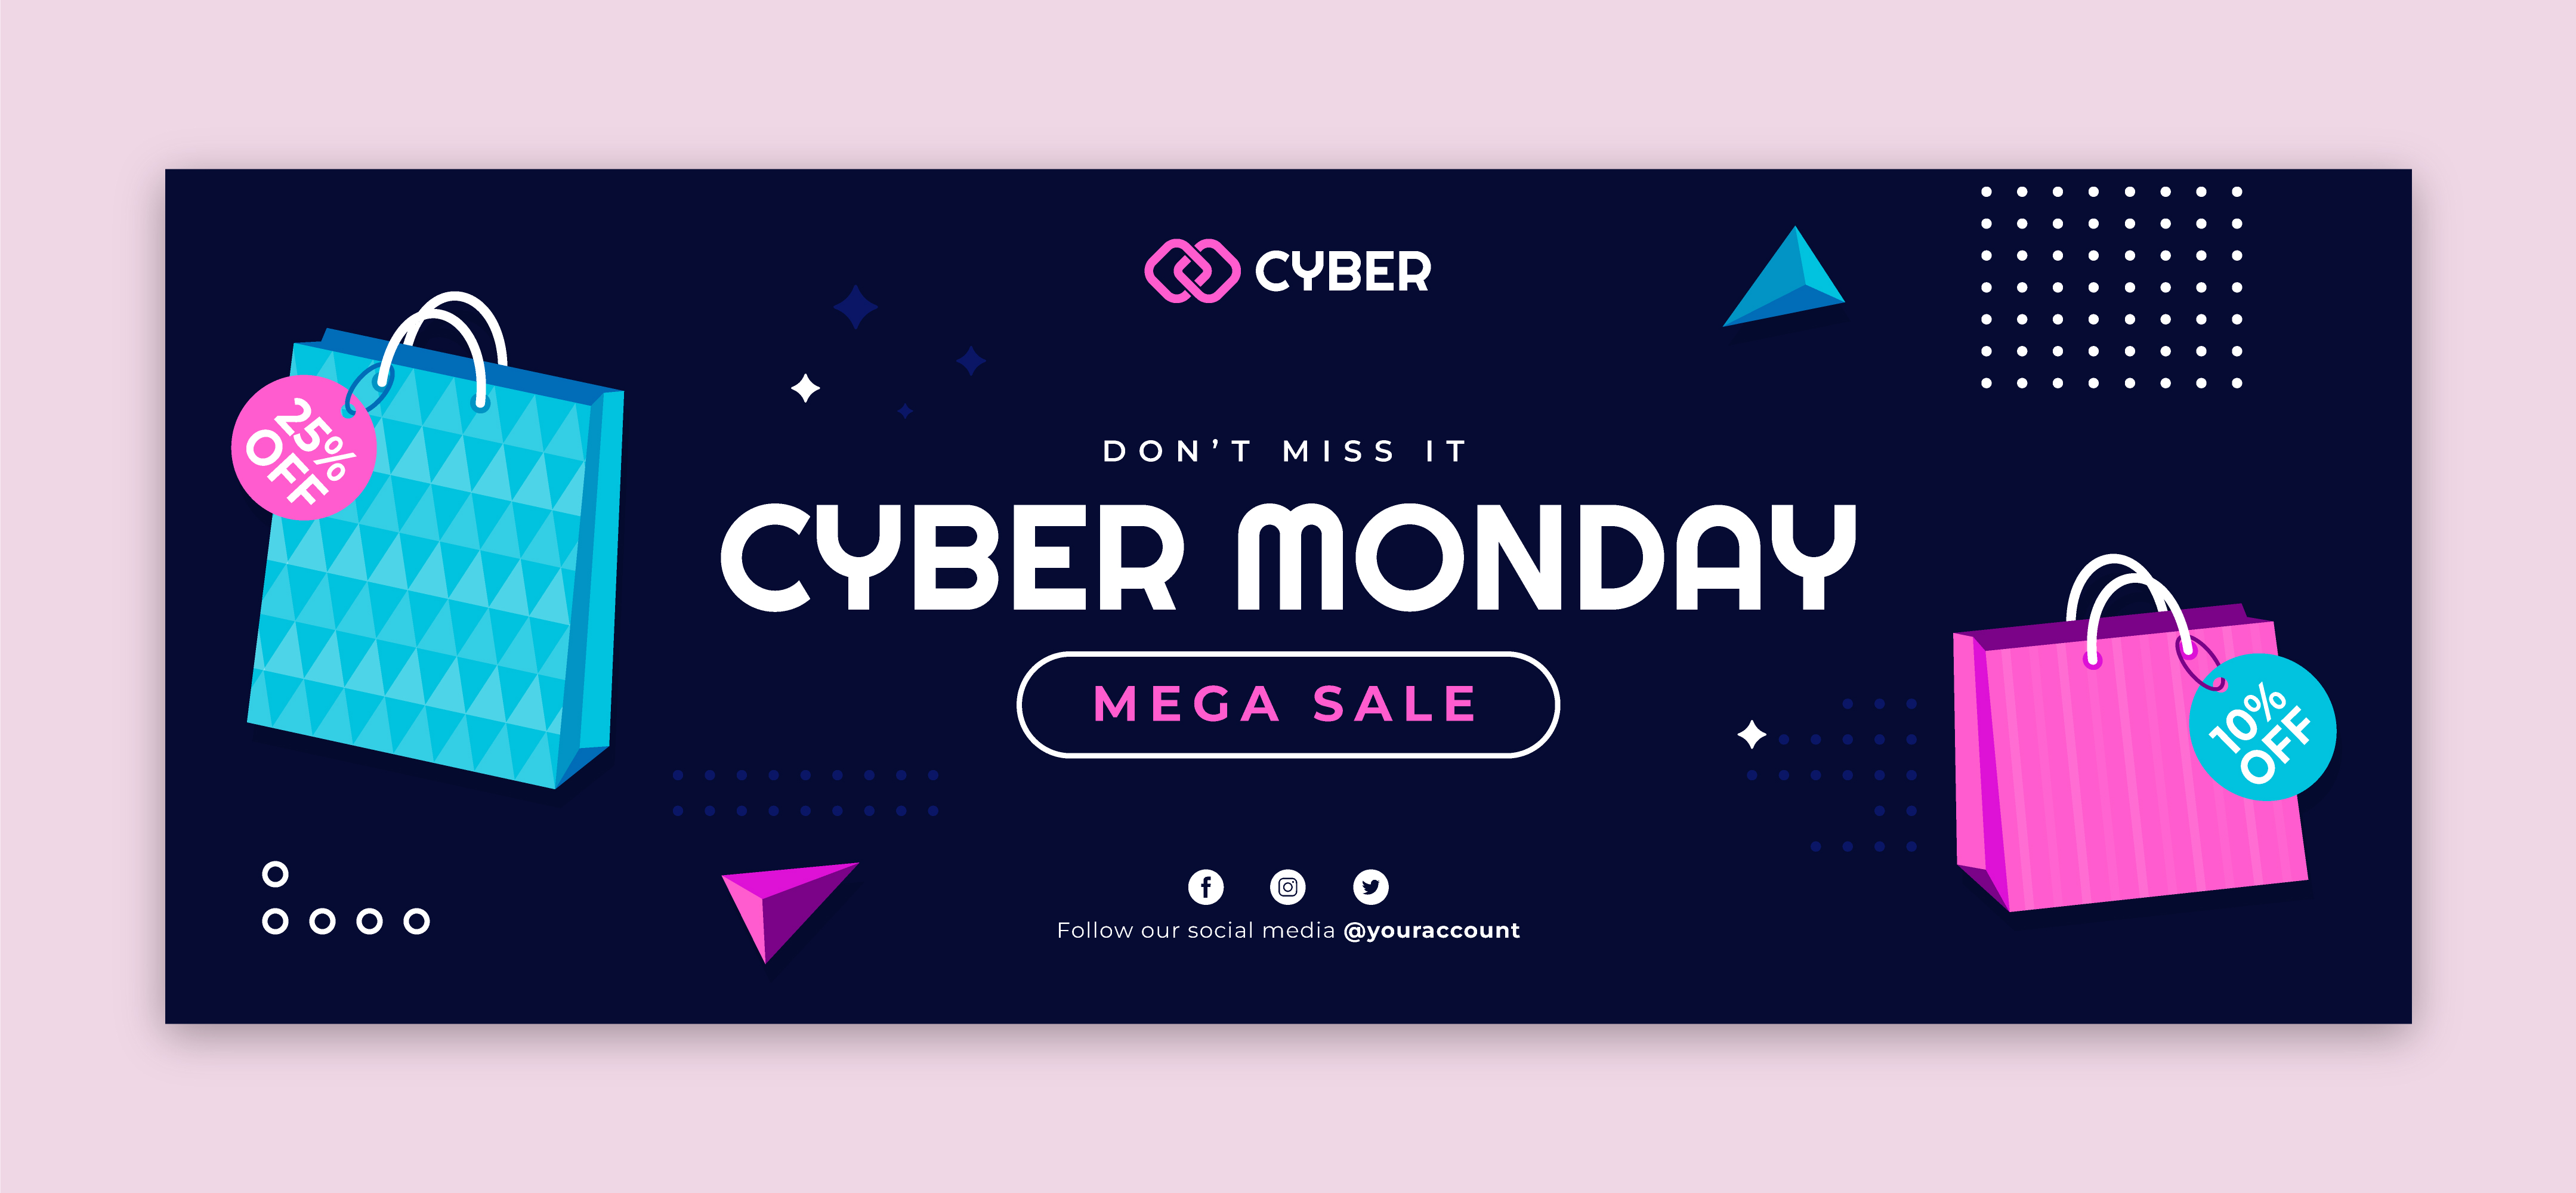 CYBER
DON'T MISS IT
CYBER MONDAY
MEGA SALE
25%
OFF
10%
OFF
Follow our social media @youraccount